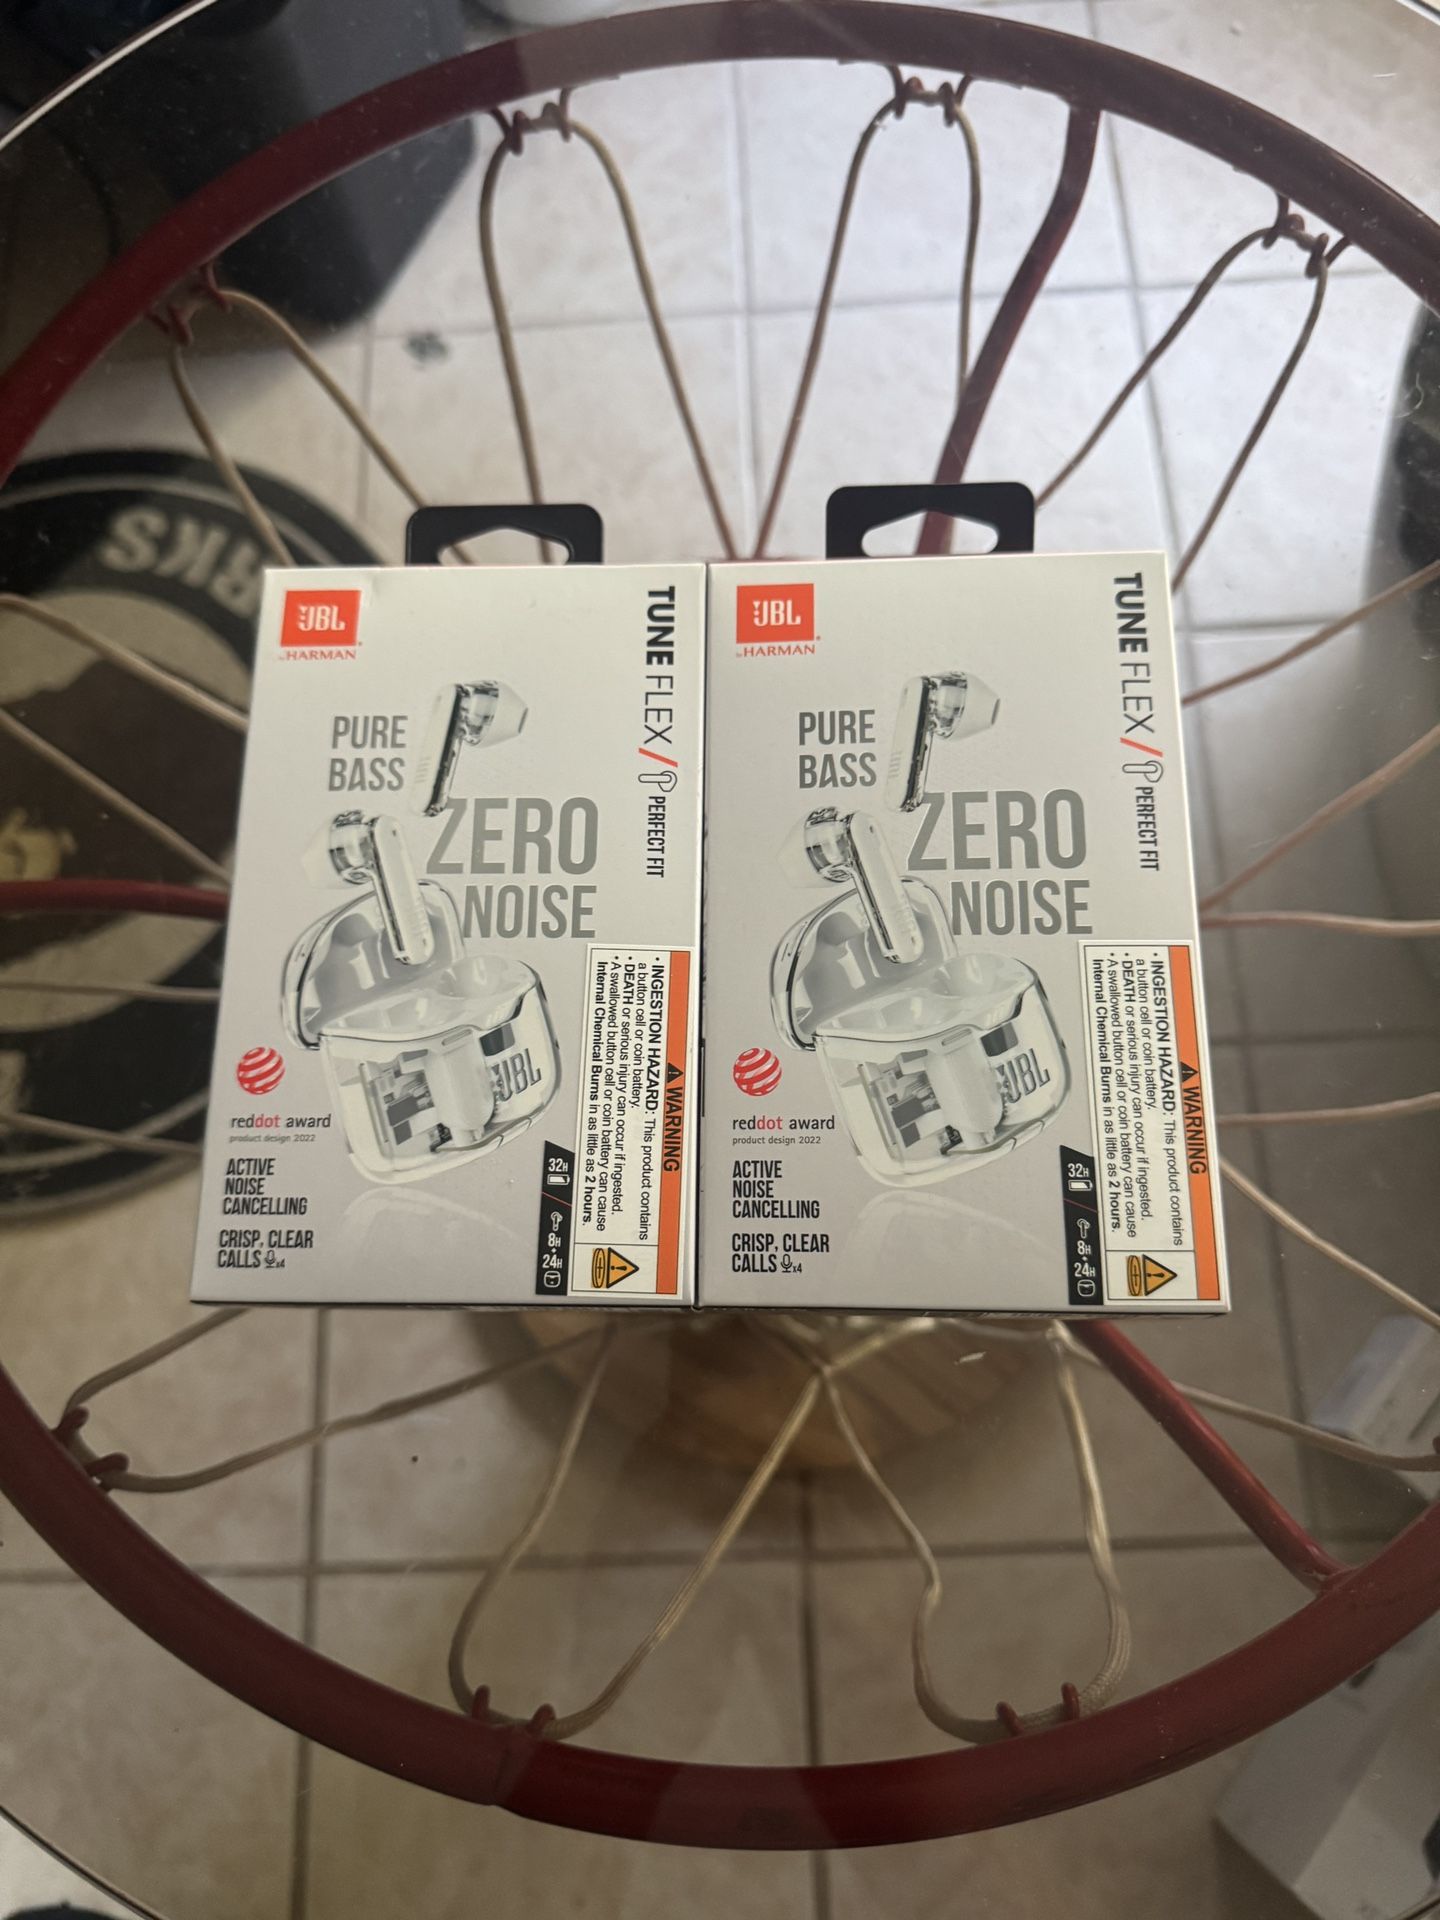 RKS
JBL
by HARMAN
TUNE FLEX / PERFECT FIT
PURE
BASS
ZERO
NOISE
JBL
reddot award
product design 2022
ACTIVE
NOISE
CANCELLING
CRISP, CLEAR
CALLS x4
32H
8H
+
24H
WARNING
• INGESTION HAZARD: This product contains
a button cell or coin battery.
• DEATH or serious injury can occur if ingested.
• A swallowed button cell or coin battery can cause
Internal Chemical Burns in as little as 2 hours.
JBL
by HARMAN
TUNE FLEX / PERFECT FIT
PURE
BASS
ZERO
NOISE
JBL
reddot award
product design 2022
ACTIVE
NOISE
CANCELLING
CRISP, CLEAR
CALLS x4
32H
8H
+
24H
WARNING
• INGESTION HAZARD: This product contains
a button cell or coin battery.
• DEATH or serious injury can occur if ingested.
• A swallowed button cell or coin battery can cause
Internal Chemical Burns in as little as 2 hours.